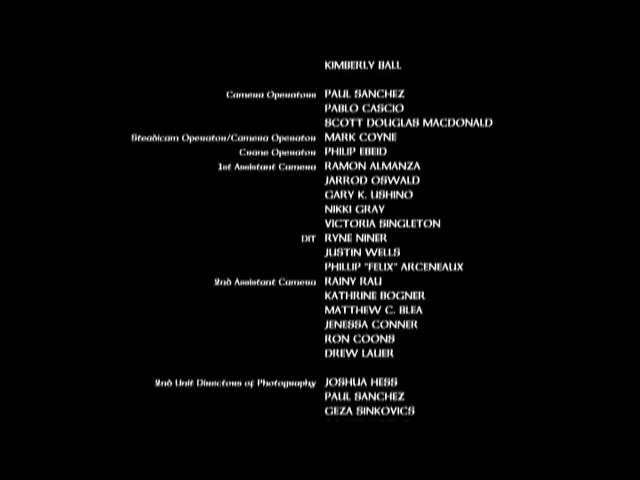 KIMBERLY BALL
Camera Operators PAUL SANCHEZ
PABLO CASCIO
SCOTT DOUGLAS MACDONALD
Steadicam Operator/Camera Operator MARK COYNE
Crane Operator PHILIP EBEID
1st Assistant Camera RAMON ALMANZA
JARROD OSWALD
GARY K. USHINO
NIKKI GRAY
VICTORIA SINGLETON
DIT RYNE NINER
JUSTIN WELLS
PHILLIP "FELIX" ARCENEAUX
2nd Assistant Camera RAINY RAU
KATHRINE BOGNER
MATTHEW C. BLEA
JENESSA CONNER
RON COONS
DREW LAUER
2nd Unit Directors of Photography JOSHUA HESS
PAUL SANCHEZ
GEZA SINKOVICS